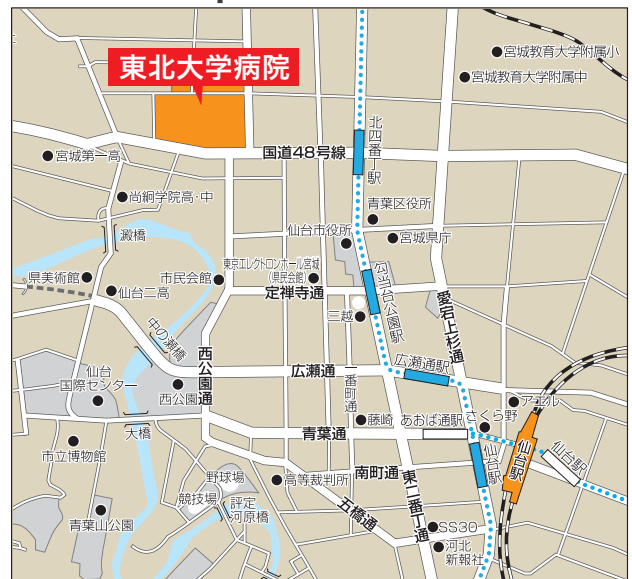 東北大学病院
宮城教育大学附属小
宮城教育大学附属中
北四番丁駅
国道48号線
宮城第一高
尚絅学院高・中
青葉区役所
仙台市役所
宮城県庁
澱橋
県美術館
仙台二高
市民会館
東京エレクトロンホール宮城
(県民会館)
定禅寺通
勾当台公園駅
愛宕上杉通
三越
中の瀬橋
西公園通
広瀬通
広瀬通駅
一番町通
仙台
国際センター
西公園
アエル
藤崎
あおば通駅
さくら野
大橋
青葉通
仙台駅
仙台駅
仙台駅
市立博物館
野球場
高等裁判所
南町通
東二番丁通
競技場
評定
河原橋
五橋通
青葉山公園
SS30
河北
新報社